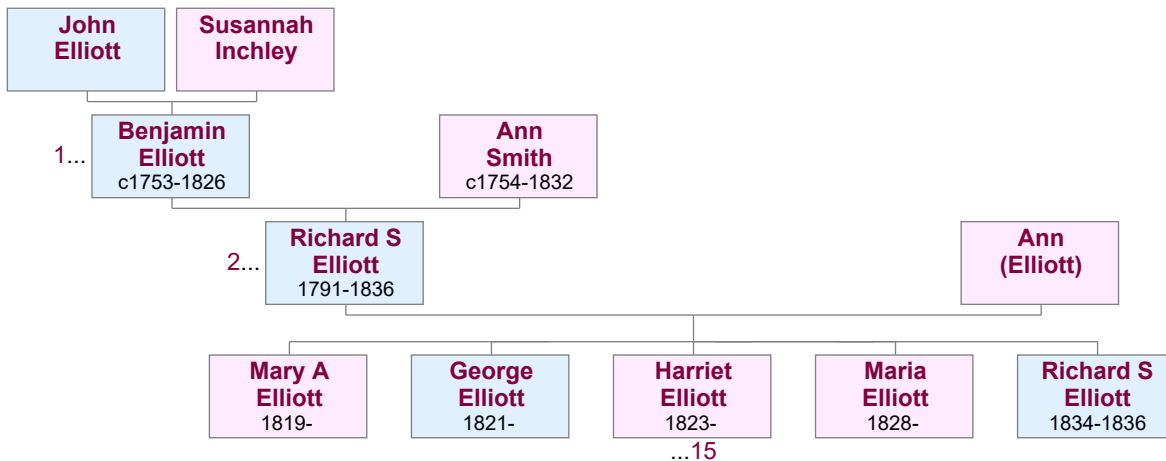 John
Elliott
Susannah
Inchley
1...
Benjamin
Elliott
c1753-1826
Ann
Smith
c1754-1832
2...
Richard S
Elliott
1791-1836
Ann
(Elliott)
Mary A
Elliott
1819-
George
Elliott
1821-
Harriet
Elliott
1823-
Maria
Elliott
1828-
Richard S
Elliott
1834-1836
...15